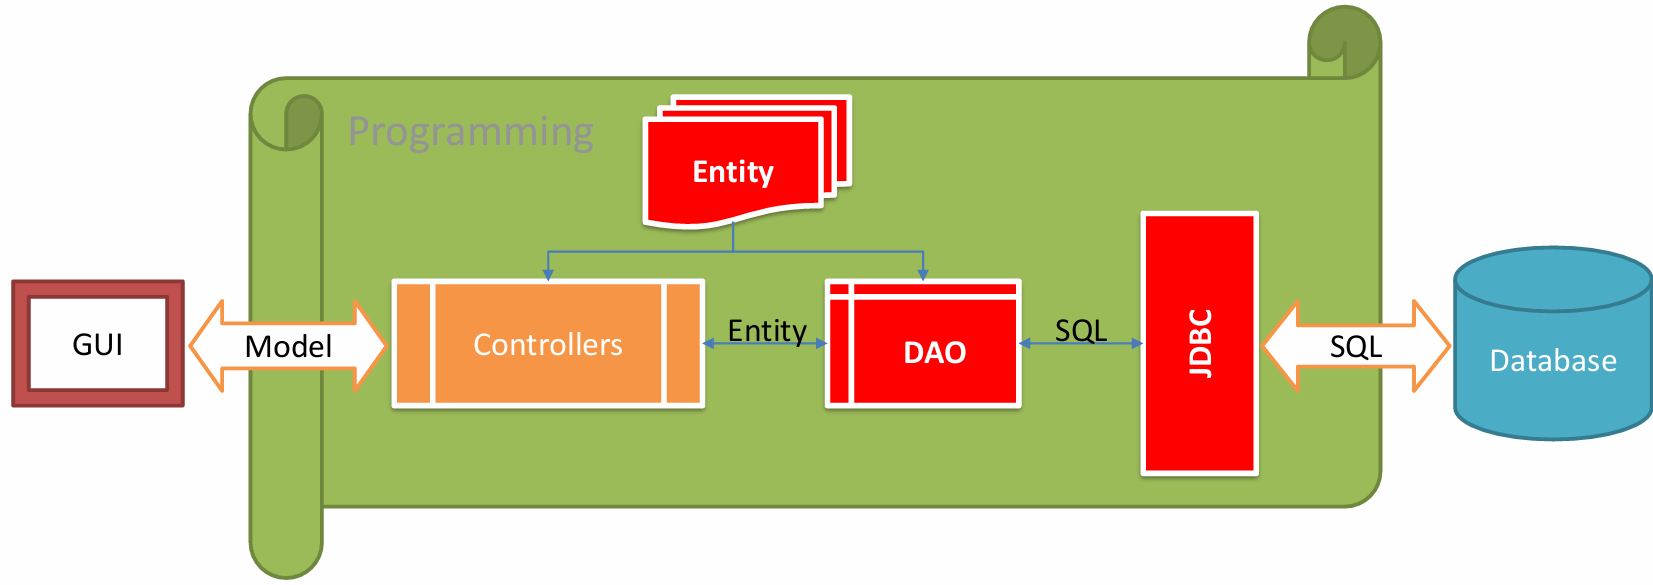 Programming
Entity
GUI
Model
Controllers
Entity
DAO
SQL
JDBC
SQL
Database